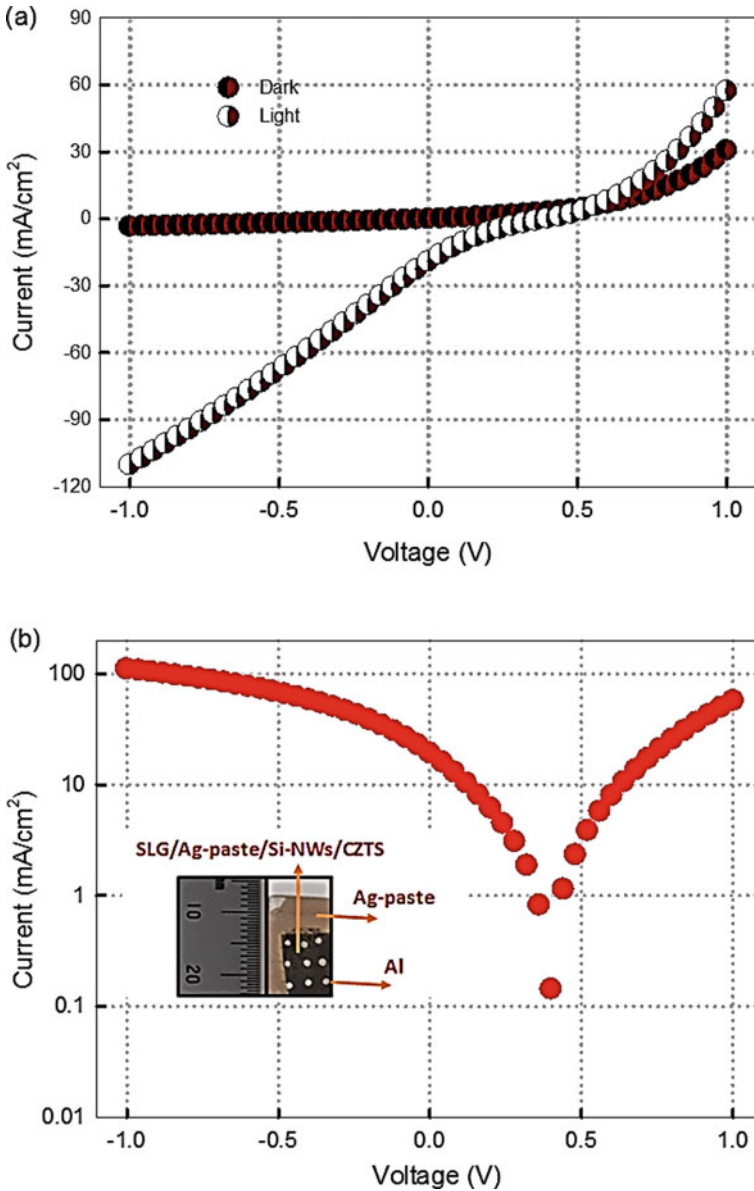 (a)
90
60
30
0
-30
-60
-90
-120
Dark
Light
Current (mA/cm²)
-1.0 -0.5 0.0 0.5 1.0
Voltage (V)
(b)
100
10
1
0.1
0.01
Current (mA/cm²)
SLG/Ag-paste/Si-NWs/CZTS
Ag-paste
Al
10
20
-1.0 -0.5 0.0 0.5 1.0
Voltage (V)